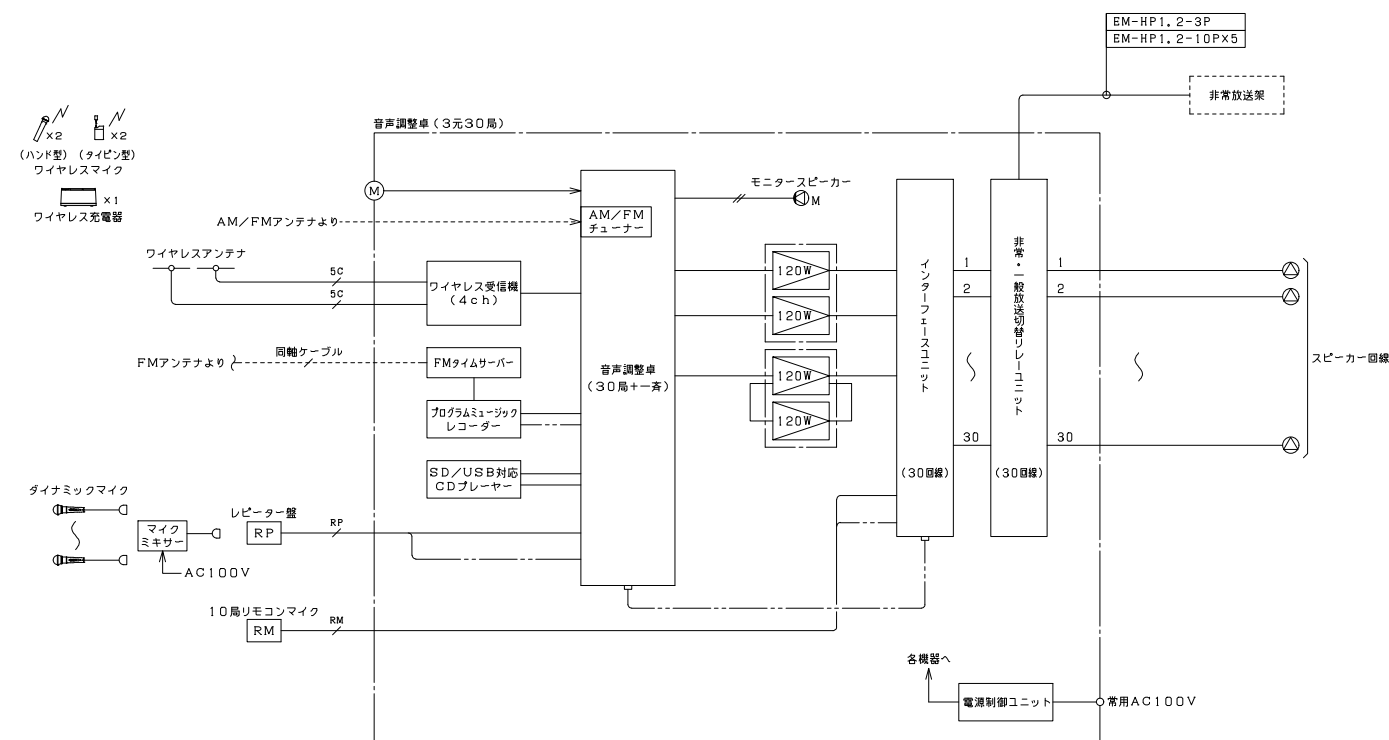 EM-HP1.2-3P
EM-HP1.2-10P×5
非常放送架
×2
×2
(ハンド型)
(タイピン型)
ワイヤレスマイク
×1
ワイヤレス充電器
音声調整卓(3元30局)
M
AM/FMアンテナより
AM/FM
チューナー
モニタースピーカー
M
ワイヤレスアンテナ
5C
5C
ワイヤレス受信機
(4ch)
FMアンテナより
同軸ケーブル
FMタイムサーバー
プログラムミュージック
レコーダー
SD/USB対応
CDプレーヤー
音声調整卓
(30局+一斉)
120W
120W
120W
120W
インターフェースユニット
(30回線)
1
2
30
非常・一般放送切替リレーユニット
(30回線)
1
2
30
スピーカー回線
ダイナミックマイク
マイク
ミキサー
AC100V
レピーター盤
RP
RP
10局リモコンマイク
RM
RM
各機器へ
電源制御ユニット
常用AC100V